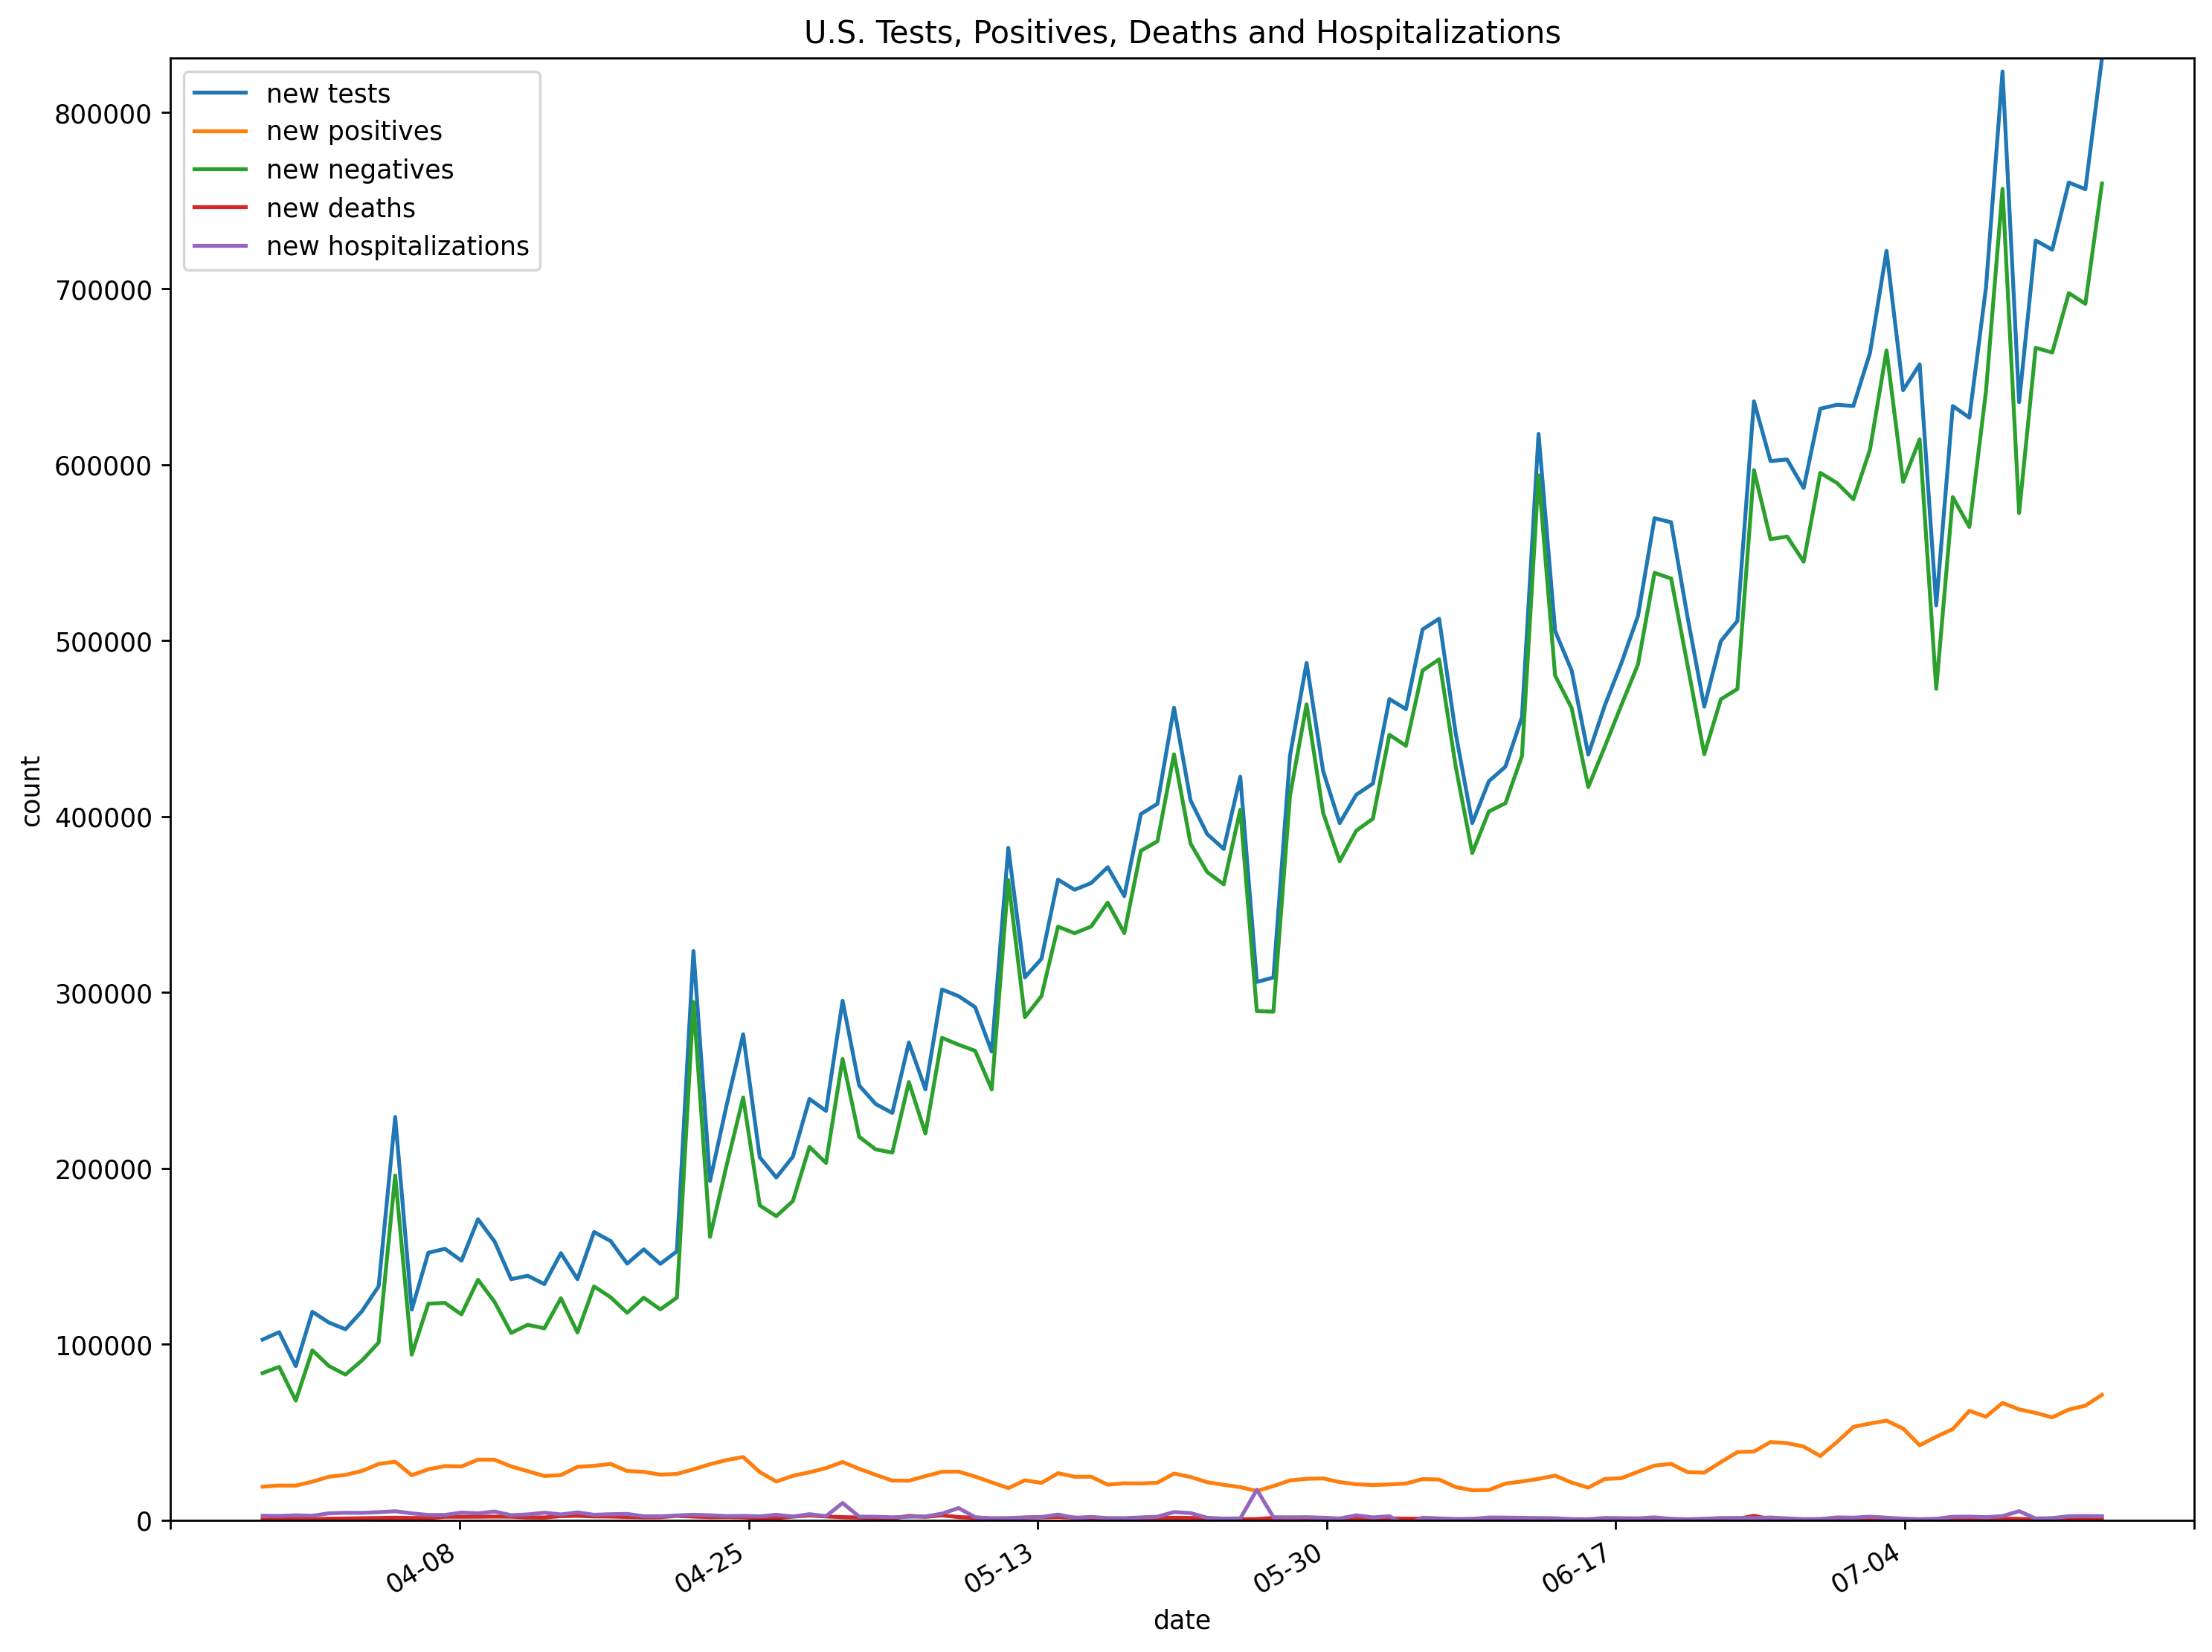 U.S. Tests, Positives, Deaths and Hospitalizations
new tests
new positives
new negatives
new deaths
new hospitalizations
800000
700000
600000
500000
400000
300000
200000
100000
0
count
04-08
04-25
05-13
05-30
06-17
07-04
date